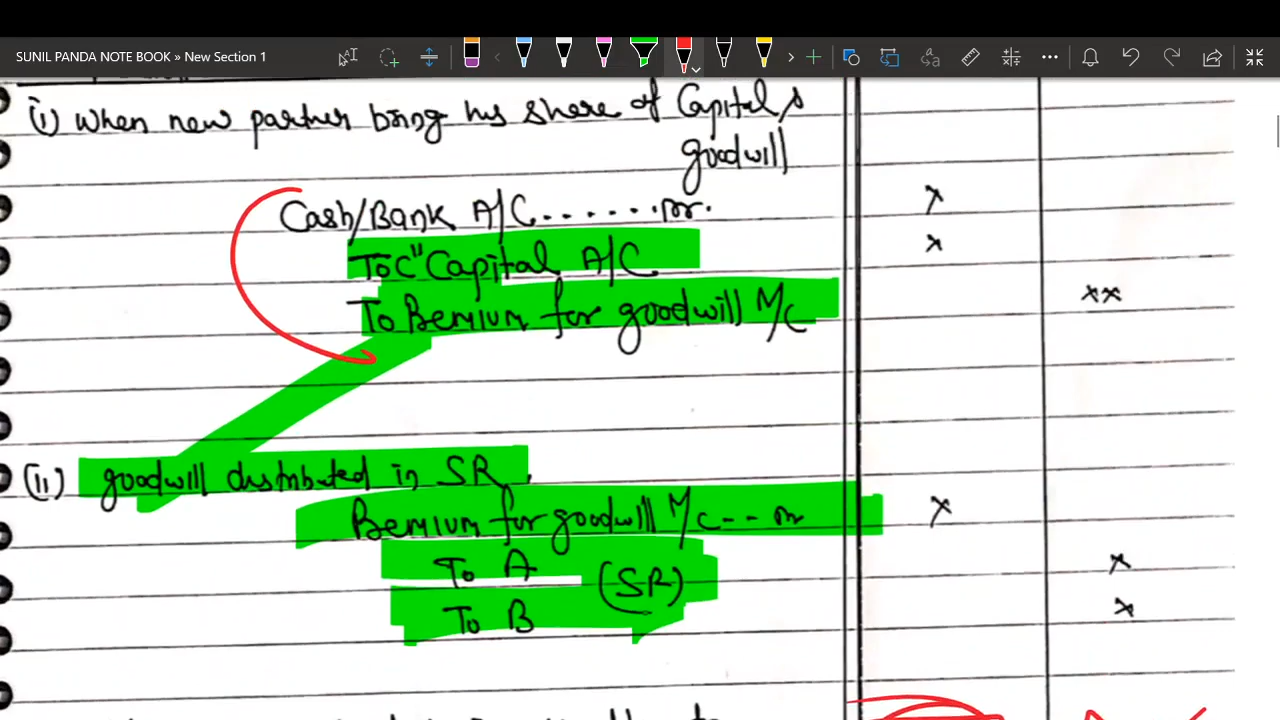 SUNIL PANDA NOTE BOOK » New Section 1
(i) When new partner bring his share of Capital &
goodwill
Cash/Bank A/C.......Dr. x
To C" Capital A/C x
To Premium for goodwill A/C xx
(II) goodwill distributed in SR.
Premium for goodwill A/C -- Dr x
To A (SR) x
To B x